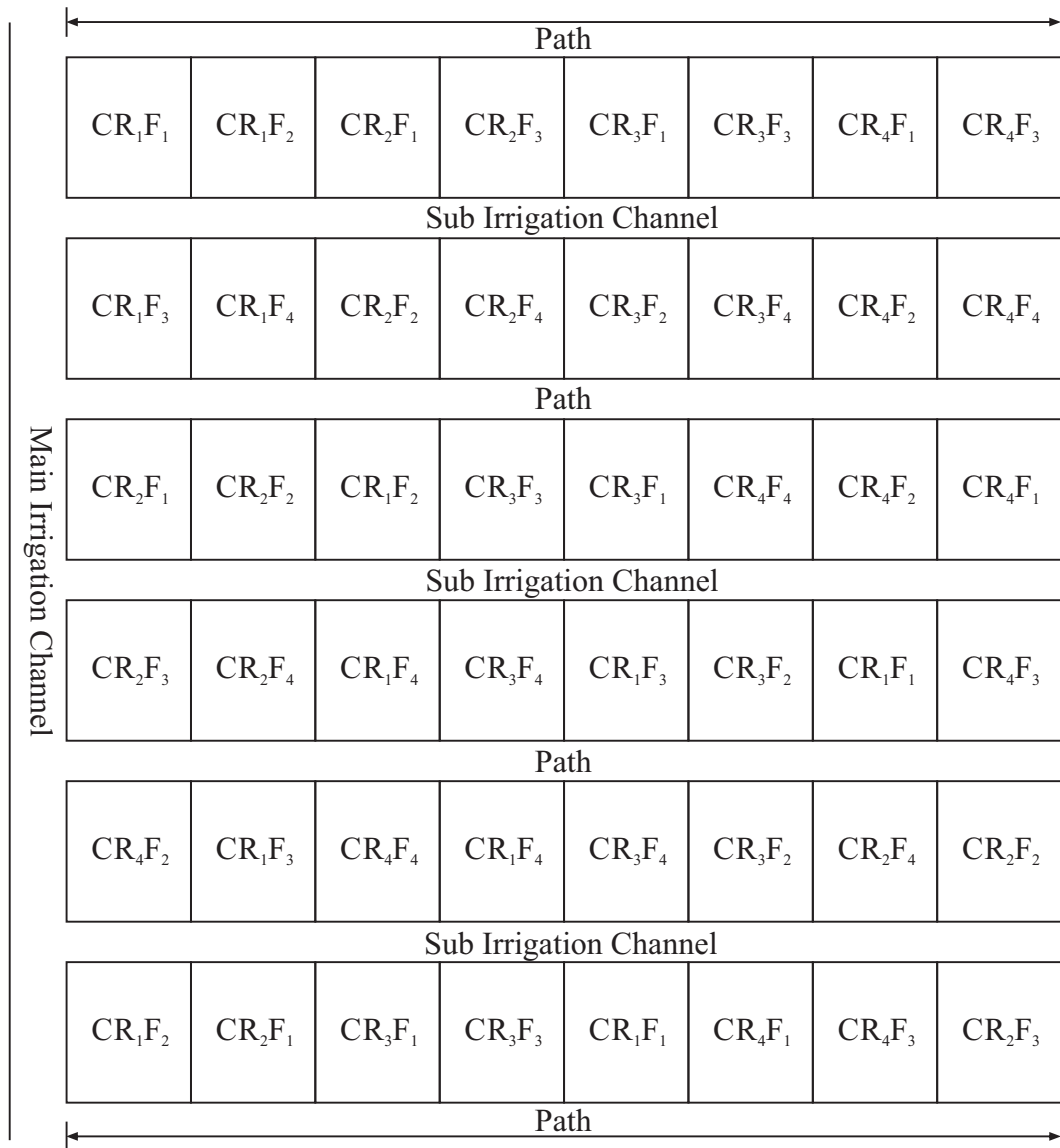 Path
CR₁F₁ CR₁F₂ CR₂F₁ CR₂F₃ CR₃F₁ CR₃F₃ CR₄F₁ CR₄F₃
Sub Irrigation Channel
CR₁F₃ CR₁F₄ CR₂F₂ CR₂F₄ CR₃F₂ CR₃F₄ CR₄F₂ CR₄F₄
Path
Main Irrigation Channel
CR₂F₁ CR₂F₂ CR₁F₂ CR₃F₃ CR₃F₁ CR₄F₄ CR₄F₂ CR₄F₁
Sub Irrigation Channel
CR₂F₃ CR₂F₄ CR₁F₄ CR₃F₄ CR₁F₃ CR₃F₂ CR₁F₁ CR₄F₃
Path
CR₄F₂ CR₁F₃ CR₄F₄ CR₁F₄ CR₃F₄ CR₃F₂ CR₂F₄ CR₂F₂
Sub Irrigation Channel
CR₁F₂ CR₂F₁ CR₃F₁ CR₃F₃ CR₁F₁ CR₄F₁ CR₄F₃ CR₂F₃
Path